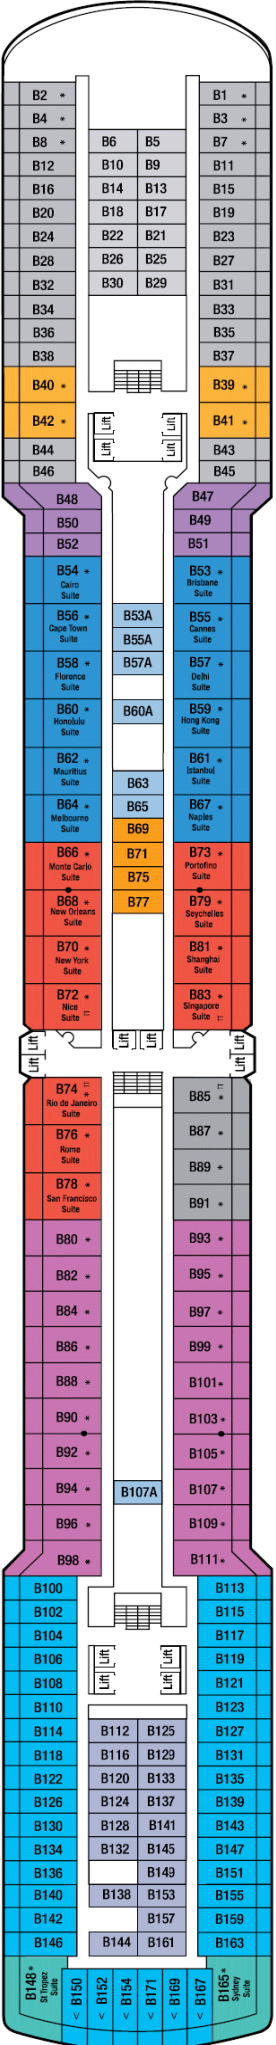 B2 * B1 *
B4 * B3 *
B8 * B6 B5 B7 *
B12 B10 B9 B11
B16 B14 B13 B15
B20 B18 B17 B19
B24 B22 B21 B23
B28 B26 B25 B27
B32 B30 B29 B31
B34 B33
B36 B35
B38 B37
B40 * B39 *
B42 * Lift Lift B41 *
B44 Lift Lift B43
B46 B45
B48 B47
B50 B49
B52 B51
B54 * B53 *
Cairo Brisbane
Suite Suite
B56 * B53A B55 *
Cape Town Cannes
Suite B55A Suite
B58 * B57A B57 *
Florence Delhi
Suite Suite
B60 * B60A B59 *
Honolulu Hong Kong
Suite Suite
B62 * B61 *
Mauritius Istanbul
Suite B63 Suite
B64 * B65 B67 *
Melbourne Naples
Suite B69 Suite
B66 * B71 B73 *
Monte Carlo Portofino
Suite B75 Suite
B68 * B77 B79 *
New Orleans Seychelles
Suite Suite
B70 * B81 *
New York Shanghai
Suite Suite
B72 * B83 *
Nice Singapore
Suite Suite
Lift Lift Lift Lift
Lift Lift
B74 * B85 *
Rio de Janeiro
Suite
B76 * B87 *
Rome
Suite B89 *
B78 *
San Francisco B91 *
Suite
B80 * B93 *
B82 * B95 *
B84 * B97 *
B86 * B99 *
B88 * B101 *
B90 * B103 *
B92 * B105 *
B94 * B107A B107 *
B96 * B109 *
B98 * B111 *
B100 B113
B102 B115
B104 B117
B106 Lift Lift B119
B108 Lift Lift B121
B110 B123
B114 B112 B125 B127
B118 B116 B129 B131
B122 B120 B133 B135
B126 B124 B137 B139
B130 B128 B141 B143
B134 B132 B145 B147
B136 B149 B151
B140 B138 B153 B155
B142 B157 B159
B146 B144 B161 B163
B148 *
St Tropez
Suite
< B150
< B152
< B154
< B171
< B169
< B167
B165 *
Sydney
Suite